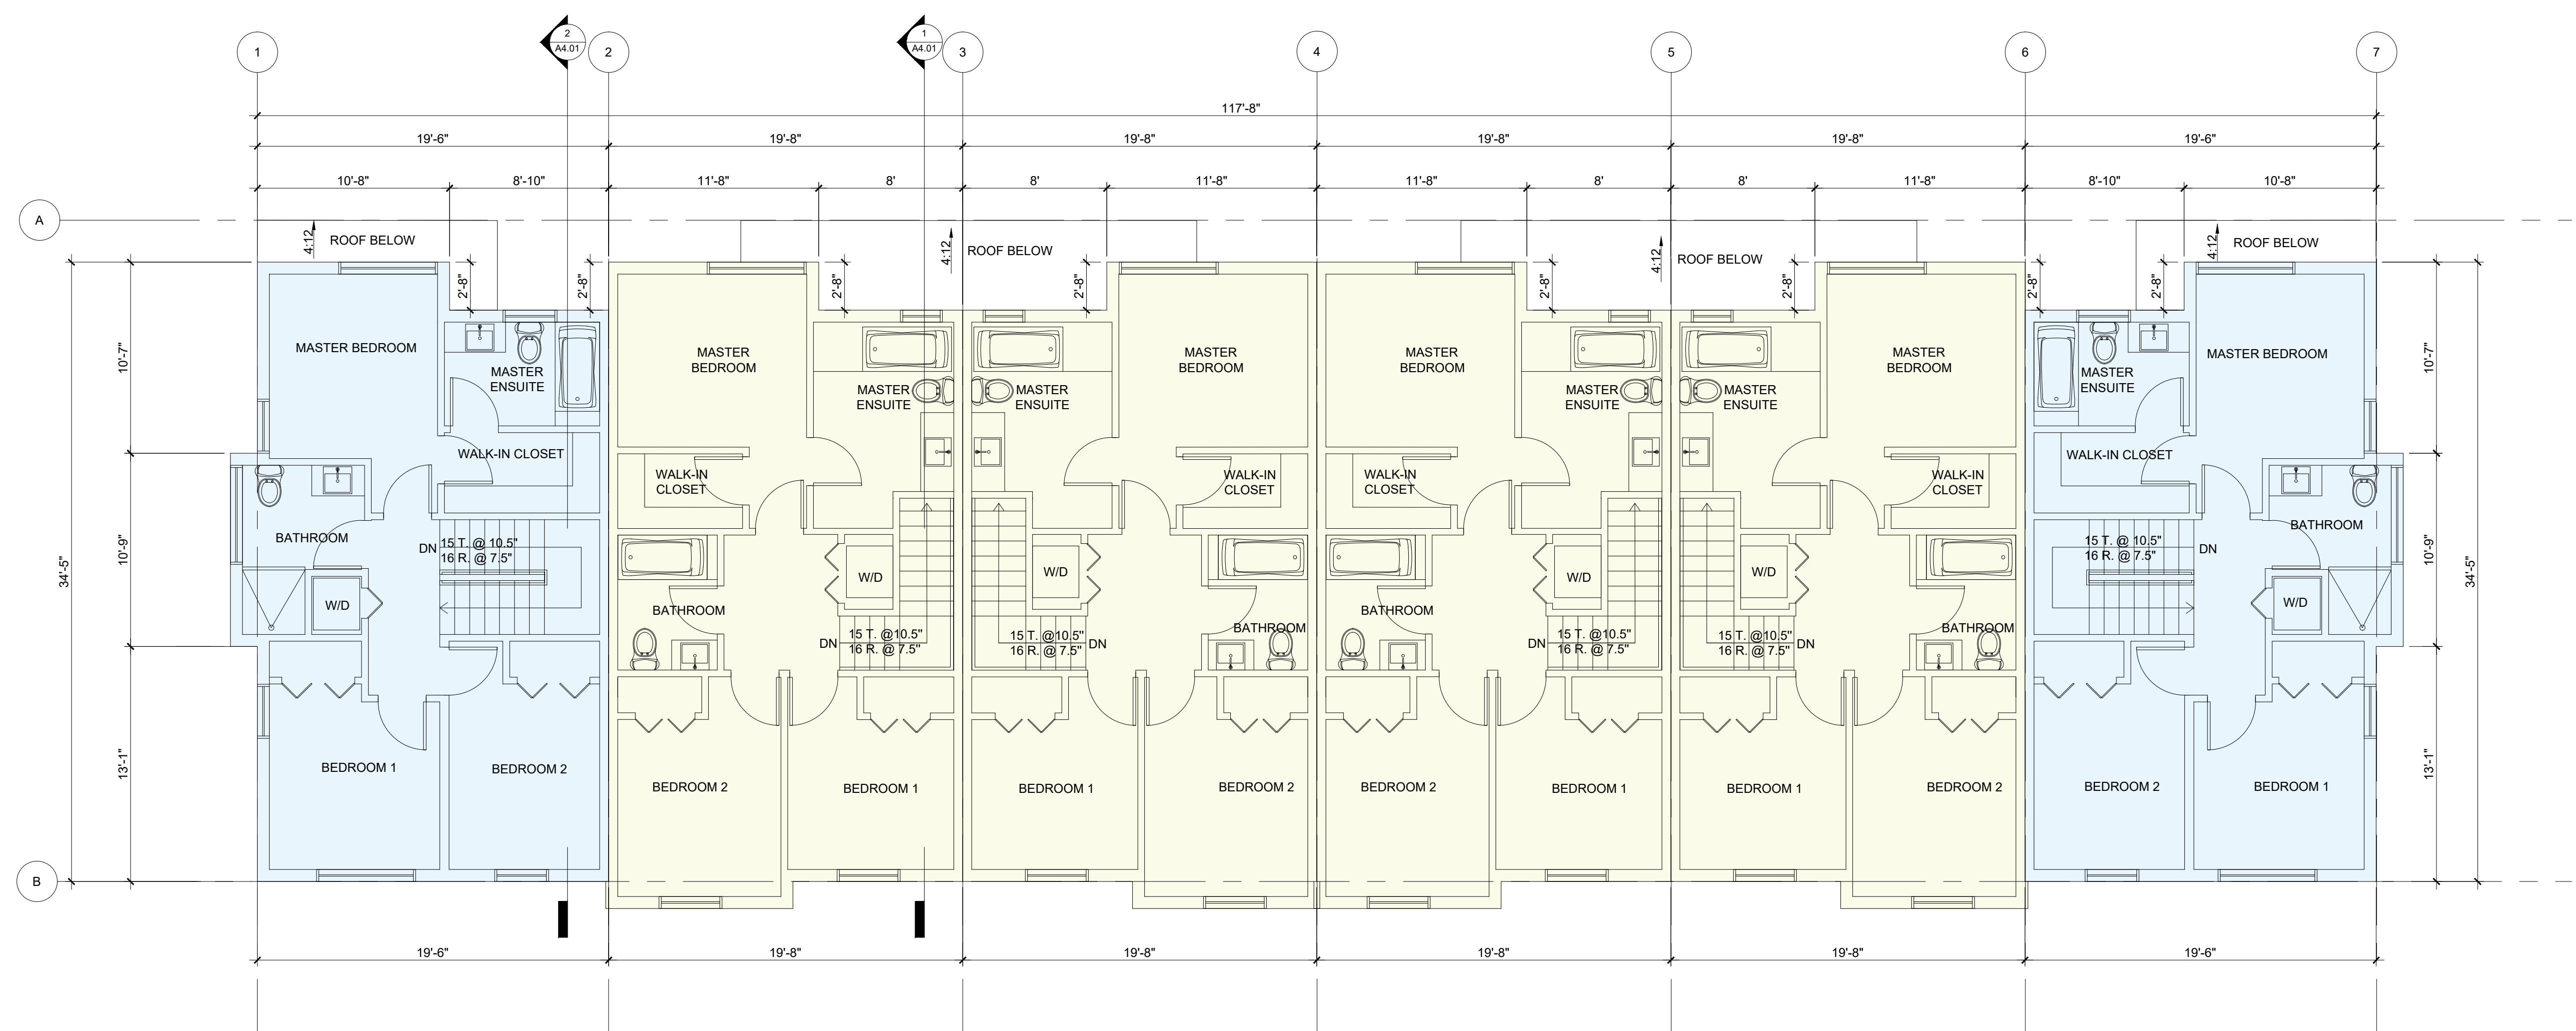 1
2
A4.01
2
1
A4.01
3
4
5
6
7
117'-8"
19'-6"
19'-8"
19'-8"
19'-8"
19'-8"
19'-6"
10'-8"
8'-10"
11'-8"
8'
8'
11'-8"
11'-8"
8'
8'
11'-8"
8'-10"
10'-8"
A
4:12
ROOF BELOW
4:12
ROOF BELOW
4:12
ROOF BELOW
4:12
ROOF BELOW
2'-8"
2'-8"
2'-8"
2'-8"
2'-8"
2'-8"
2'-8"
2'-8"
34'-5"
10'-7"
10'-9"
13'-1"
MASTER BEDROOM
MASTER
ENSUITE
WALK-IN CLOSET
BATHROOM
DN
15 T. @ 10.5"
16 R. @ 7.5"
W/D
BEDROOM 1
BEDROOM 2
MASTER
BEDROOM
MASTER
ENSUITE
WALK-IN
CLOSET
W/D
BATHROOM
DN
15 T. @10.5"
16 R. @ 7.5"
BEDROOM 2
BEDROOM 1
MASTER
ENSUITE
MASTER
BEDROOM
WALK-IN
CLOSET
W/D
BATHROOM
15 T. @10.5"
16 R. @ 7.5"
DN
BEDROOM 1
BEDROOM 2
MASTER
BEDROOM
MASTER
ENSUITE
WALK-IN
CLOSET
W/D
BATHROOM
DN
15 T. @10.5"
16 R. @ 7.5"
BEDROOM 2
BEDROOM 1
MASTER
ENSUITE
MASTER
BEDROOM
WALK-IN
CLOSET
W/D
BATHROOM
15 T. @10.5"
16 R. @ 7.5"
DN
BEDROOM 1
BEDROOM 2
MASTER
ENSUITE
MASTER BEDROOM
WALK-IN CLOSET
BATHROOM
15 T. @ 10.5"
16 R. @ 7.5"
DN
W/D
BEDROOM 2
BEDROOM 1
10'-7"
10'-9"
13'-1"
34'-5"
B
19'-6"
19'-8"
19'-8"
19'-8"
19'-8"
19'-6"